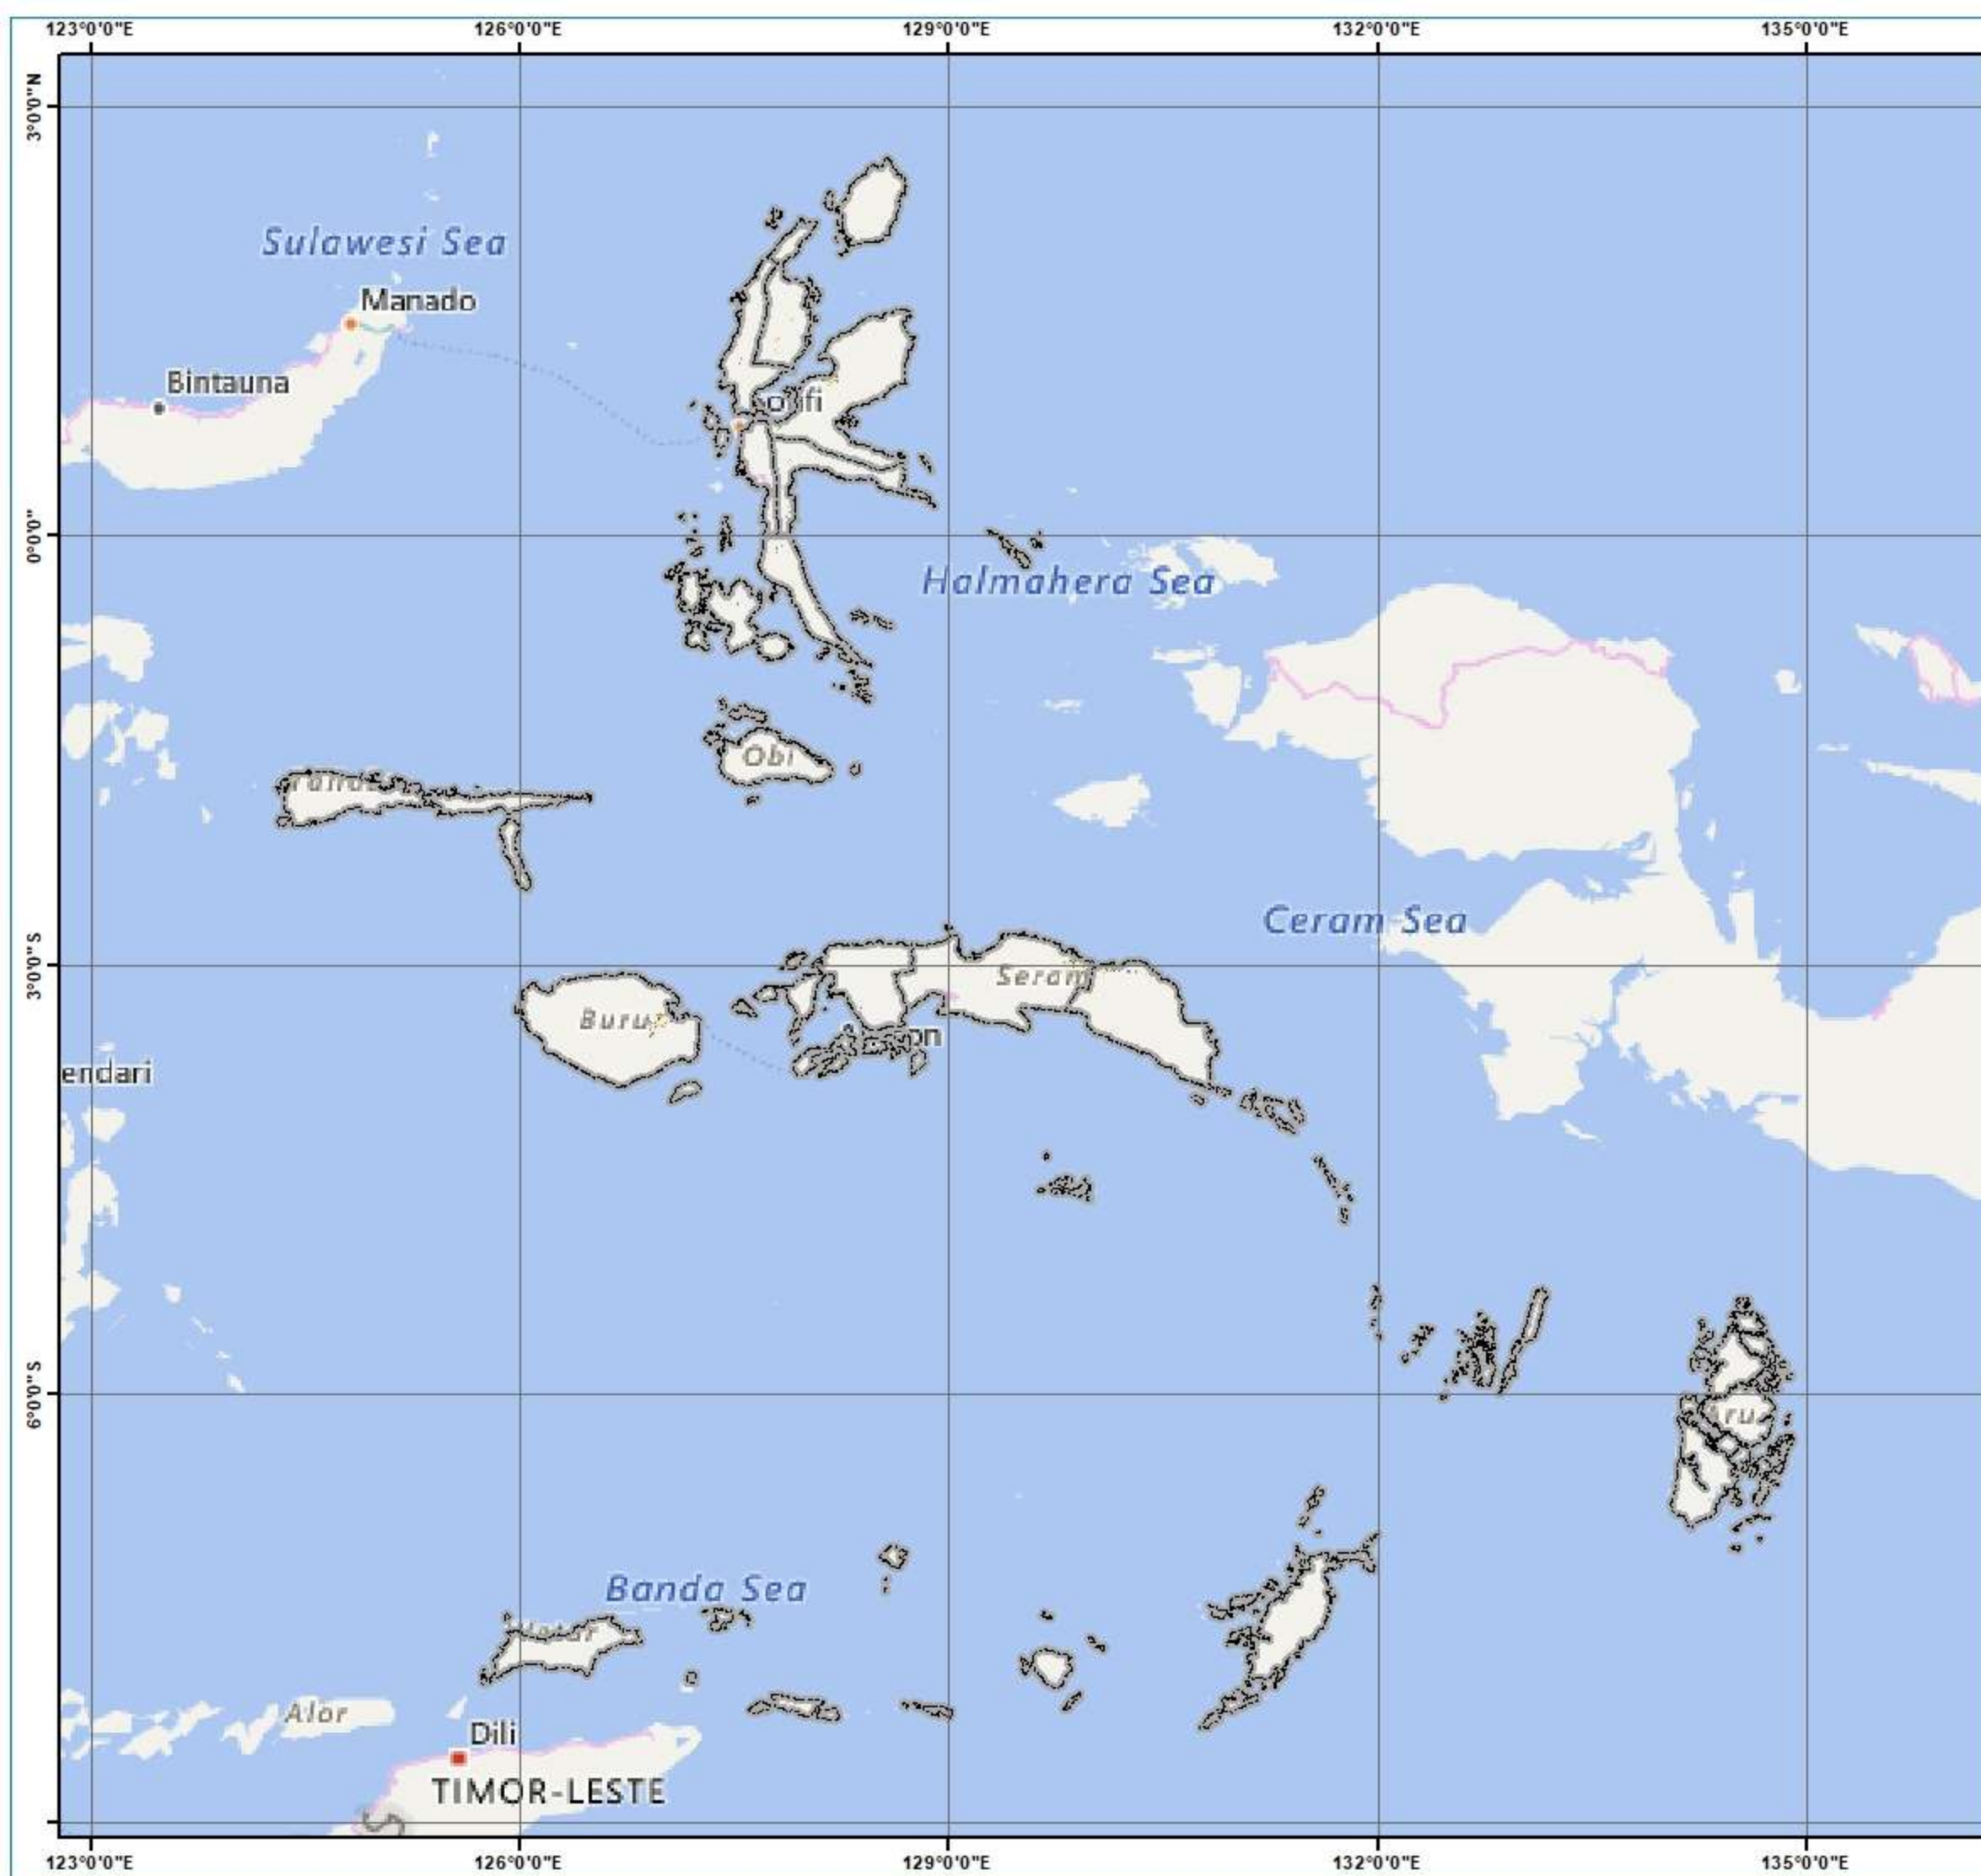 123°0'0"E 126°0'0"E 129°0'0"E 132°0'0"E 135°0'0"E
3°0'0"N
Sulawesi Sea
Manado
Bintauna
0°0'0"
Halmahera Sea
Obi
Ceram Sea
3°0'0"S
Seram
Buru
endari
6°0'0"S
Aru
Banda Sea
Alor
Dili
TIMOR-LESTE
123°0'0"E 126°0'0"E 129°0'0"E 132°0'0"E 135°0'0"E